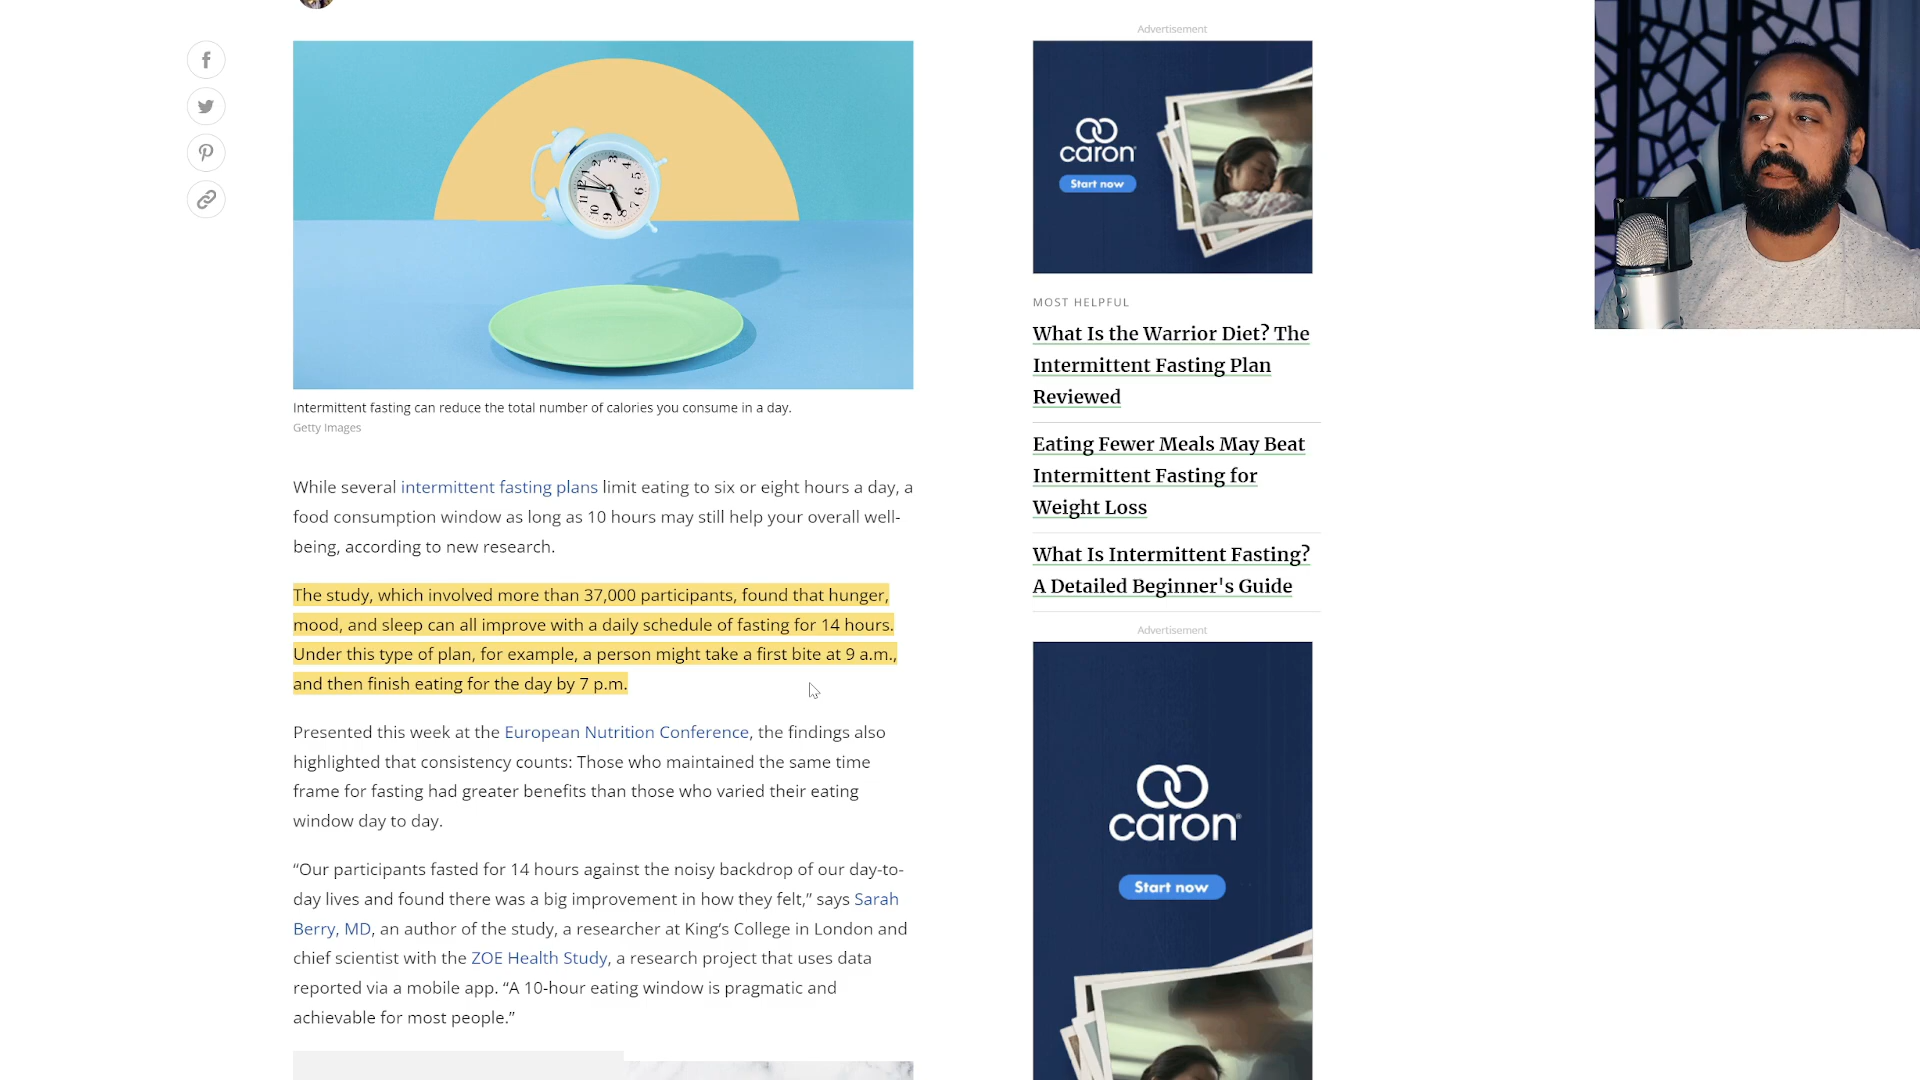 Advertisement
caron
Start now
Intermittent fasting can reduce the total number of calories you consume in a day.
Getty Images
While several intermittent fasting plans limit eating to six or eight hours a day, a
food consumption window as long as 10 hours may still help your overall well-
being, according to new research.
The study, which involved more than 37,000 participants, found that hunger,
mood, and sleep can all improve with a daily schedule of fasting for 14 hours.
Under this type of plan, for example, a person might take a first bite at 9 a.m.,
and then finish eating for the day by 7 p.m.
Presented this week at the European Nutrition Conference, the findings also
highlighted that consistency counts: Those who maintained the same time
frame for fasting had greater benefits than those who varied their eating
window day to day.
“Our participants fasted for 14 hours against the noisy backdrop of our day-to-
day lives and found there was a big improvement in how they felt,” says Sarah
Berry, MD, an author of the study, a researcher at King’s College in London and
chief scientist with the ZOE Health Study, a research project that uses data
reported via a mobile app. “A 10-hour eating window is pragmatic and
achievable for most people.”
MOST HELPFUL
What Is the Warrior Diet? The
Intermittent Fasting Plan
Reviewed
Eating Fewer Meals May Beat
Intermittent Fasting for
Weight Loss
What Is Intermittent Fasting?
A Detailed Beginner's Guide
Advertisement
caron
Start now